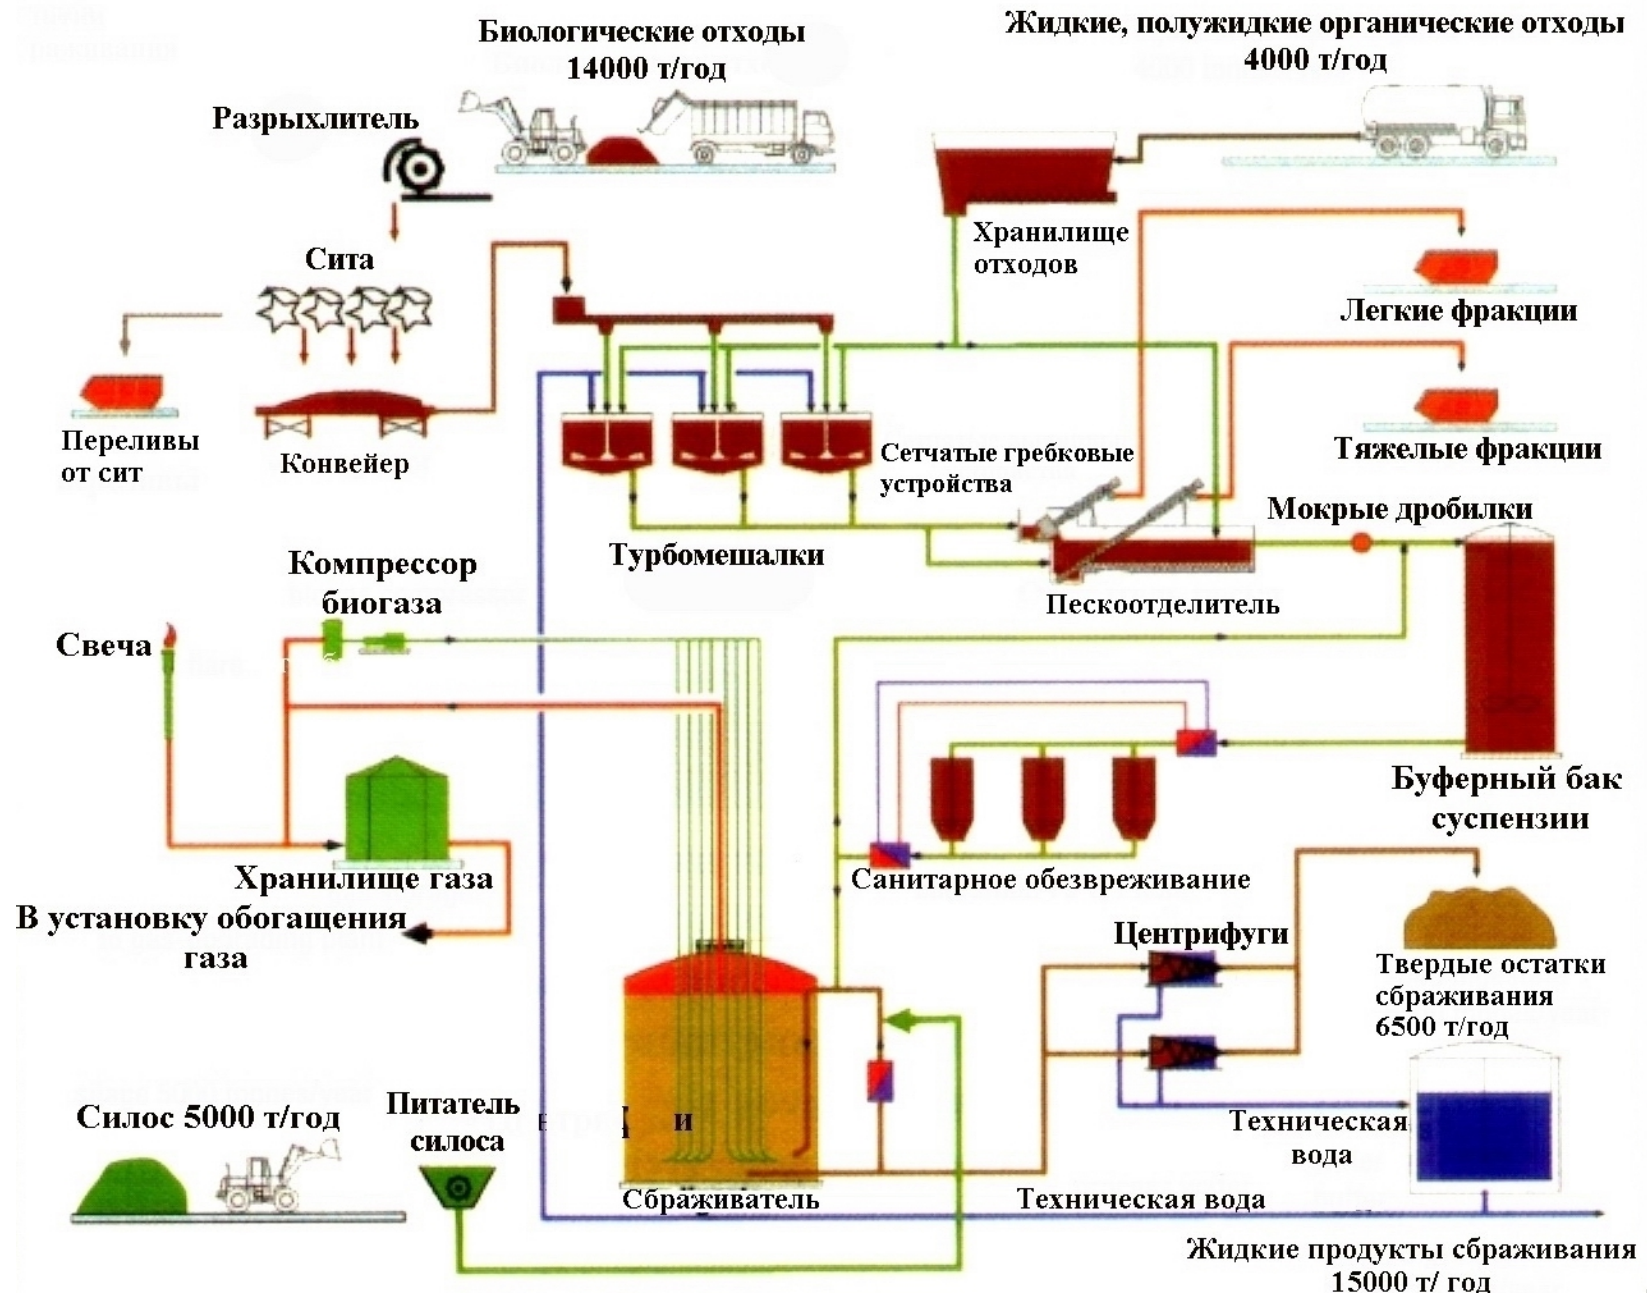 Биологические отходы
14000 т/год
Жидкие, полужидкие органические отходы
4000 т/год
Разрыхлитель
Сита
Хранилище
отходов
Легкие фракции
Переливы
от сит
Конвейер
Сетчатые гребковые
устройства
Тяжелые фракции
Мокрые дробилки
Турбомешалки
Пескоотделитель
Компрессор
биогаза
Свеча
Буферный бак
суспензии
Хранилище газа
Санитарное обезвреживание
В установку обогащения
газа
Центрифуги
Твердые остатки
сбраживания
6500 т/год
Силос 5000 т/год
Питатель
силоса
Техническая
вода
Сбраживатель
Техническая вода
Жидкие продукты сбраживания
15000 т/ год